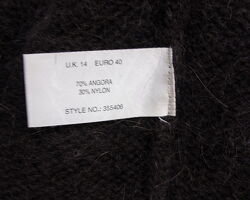 U.K. 14 EURO 40
70% ANGORA
30% NYLON
STYLE NO.: 355406